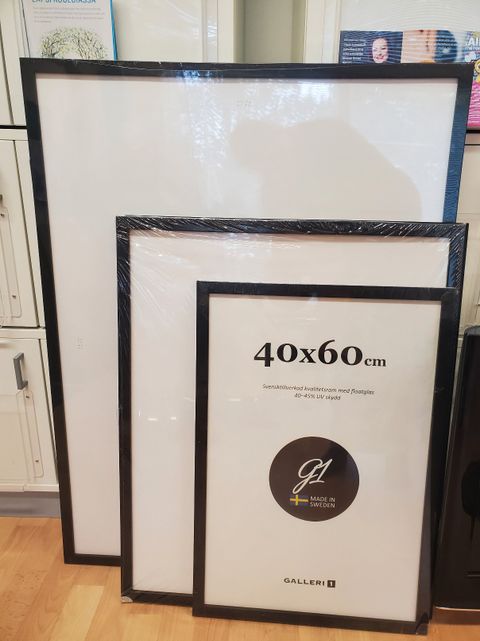 40x60cm
Svensktillverkad kvalitetsram med floatglas
40-45% UV skydd
G1
MADE IN
SWEDEN
GALLERI 1